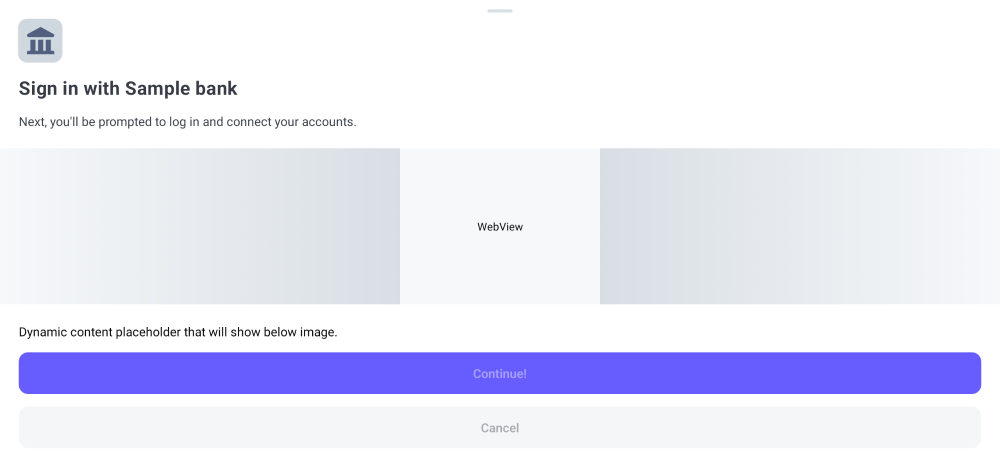 Sign in with Sample bank
Next, you'll be prompted to log in and connect your accounts.
WebView
Dynamic content placeholder that will show below image.
Continue!
Cancel